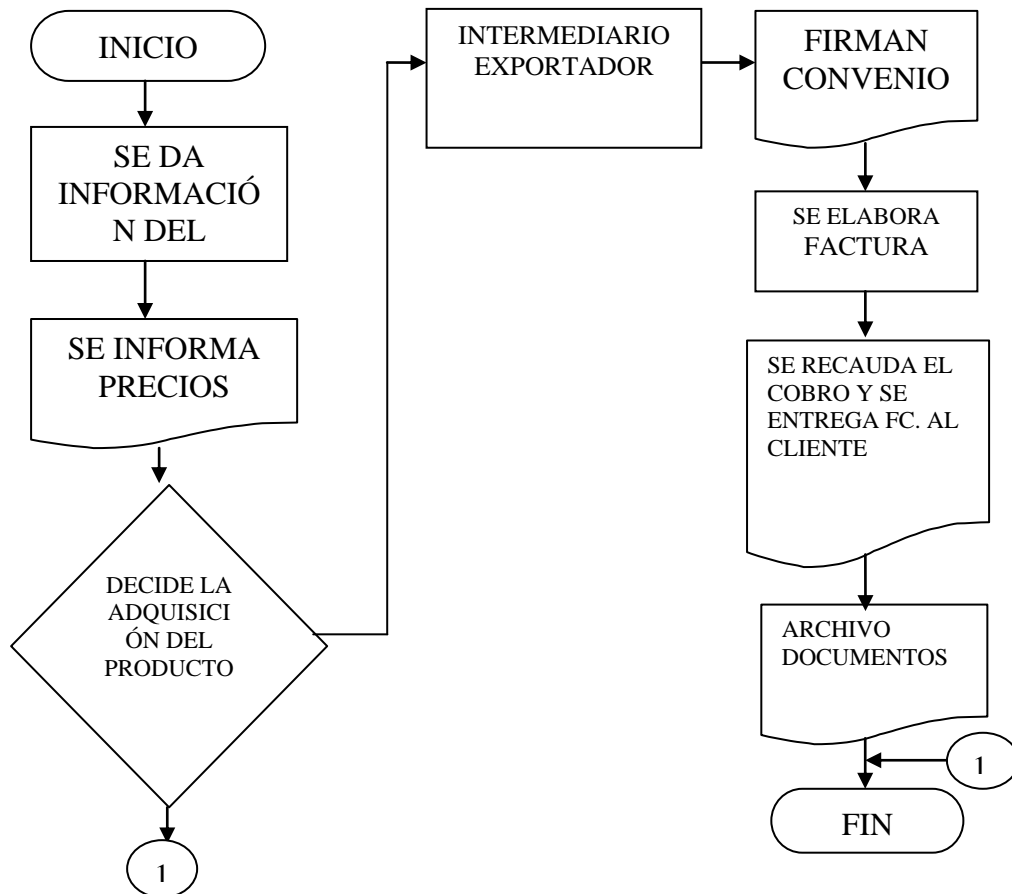 INICIO
SE DA
INFORMACIÓ
N DEL
SE INFORMA
PRECIOS
DECIDE LA
ADQUISICI
ÓN DEL
PRODUCTO
1
INTERMEDIARIO
EXPORTADOR
FIRMAN
CONVENIO
SE ELABORA
FACTURA
SE RECAUDA EL
COBRO Y SE
ENTREGA FC. AL
CLIENTE
ARCHIVO
DOCUMENTOS
1
FIN